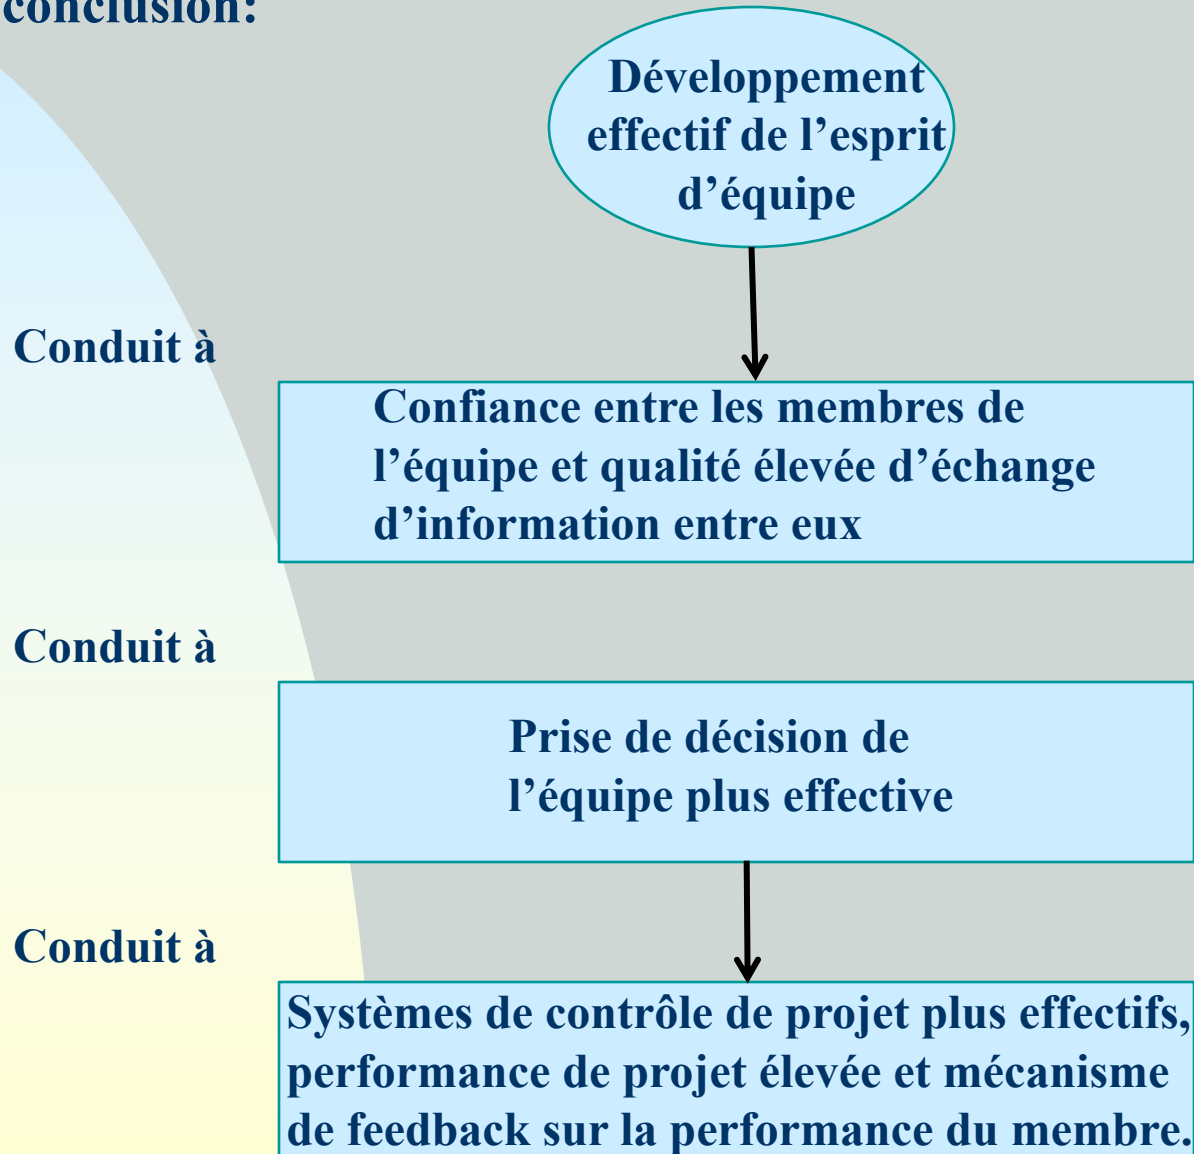 conclusion:
Développement
effectif de l’esprit
d’équipe
Conduit à
Confiance entre les membres de
l’équipe et qualité élevée d’échange
d’information entre eux
Conduit à
Prise de décision de
l’équipe plus effective
Conduit à
Systèmes de contrôle de projet plus effectifs,
performance de projet élevée et mécanisme
de feedback sur la performance du membre.